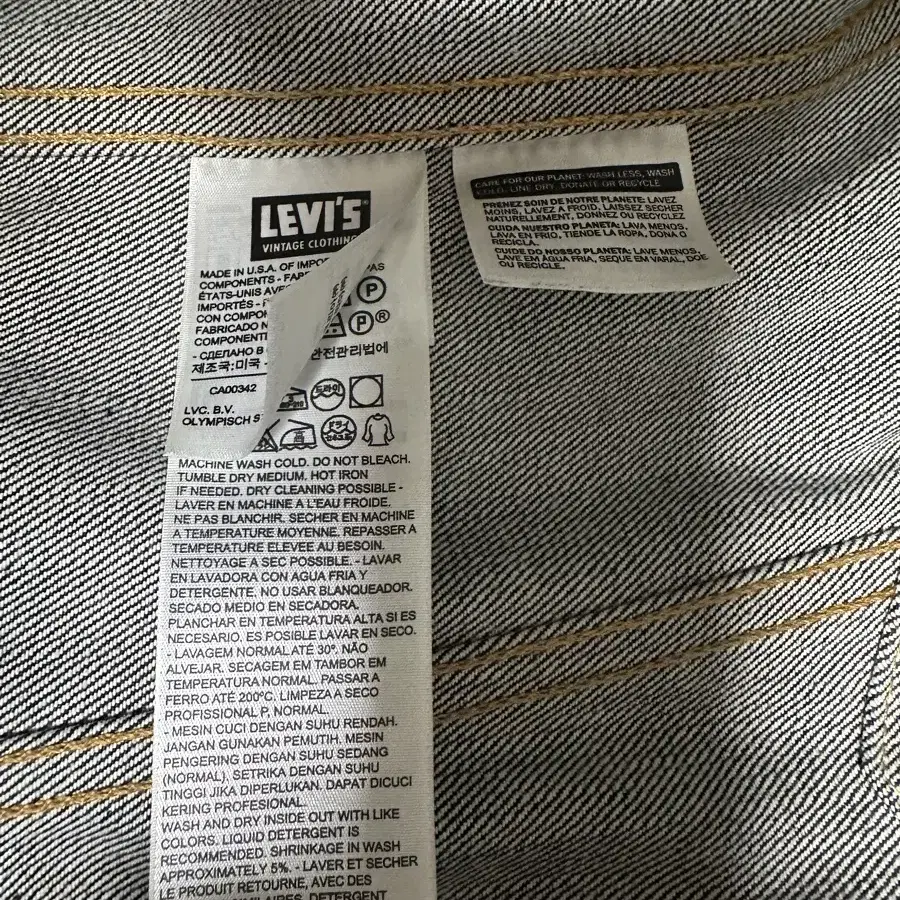 LEVI'S®
VINTAGE CLOTHING
MADE IN U.S.A. OF
COMPONENTS -
ÉTATS-UNIS
IMPORTÉS -
CON
FABRICADO
- СДЕЛАНО В
제조국:미국 -
안전관리법에
P
P ®
CA00342
LVC. B.V.
OLYMPISCH
드라이
ドライ
MACHINE WASH COLD. DO NOT BLEACH.
TUMBLE DRY MEDIUM. HOT IRON
IF NEEDED. DRY CLEANING POSSIBLE -
LAVER EN MACHINE A L'EAU FROIDE.
NE PAS BLANCHIR. SECHER EN MACHINE
A TEMPERATURE MOYENNE. REPASSER A
TEMPERATURE ELEVEE AU BESOIN.
NETTOYAGE A SEC POSSIBLE. - LAVAR
EN LAVADORA CON AGUA FRIA Y
DETERGENTE, NO USAR BLANQUEADOR.
SECADO MEDIO EN SECADORA.
PLANCHAR EN TEMPERATURA ALTA SI ES
NECESARIO. ES POSIBLE LAVAR EN SECO.
- LAVAGEM NORMAL ATÉ 30º. NÃO
ALVEJAR. SECAGEM EM TAMBOR EM
TEMPERATURA NORMAL. PASSAR A
FERRO ATÉ 200ºC. LIMPEZA A SECO
PROFISSIONAL P, NORMAL.
- MESIN CUCI DENGAN SUHU RENDAH.
JANGAN GUNAKAN PEMUTIH. MESIN
PENGERING DENGAN SUHU SEDANG
(NORMAL), SETRIKA DENGAN SUHU
TINGGI JIKA DIPERLUKAN. DAPAT DICUCI
KERING PROFESIONAL.
WASH AND DRY INSIDE OUT WITH LIKE
COLORS. LIQUID DETERGENT IS
RECOMMENDED. SHRINKAGE IN WASH
APPROXIMATELY 5%. - LAVER ET SECHER
LE PRODUIT RETOURNE, AVEC DES
DETERGENT
CARE FOR OUR PLANET: WASH LESS, WASH
COLD, LINE DRY, DONATE OR RECYCLE.
PRENEZ SOIN DE NOTRE PLANETE: LAVEZ
MOINS, LAVEZ A FROID, LAISSEZ SECHER
NATURELLEMENT, DONNEZ OU RECYCLEZ
CUIDA NUESTRO PLANETA: LAVA MENOS,
LAVA EN FRIO, TIENDE LA ROPA, DONA O
RECICLA.
CUIDE DO NOSSO PLANETA: LAVE MENOS,
LAVE EM ÁGUA FRIA, SEQUE EM VARAL, DOE
OU RECICLE.